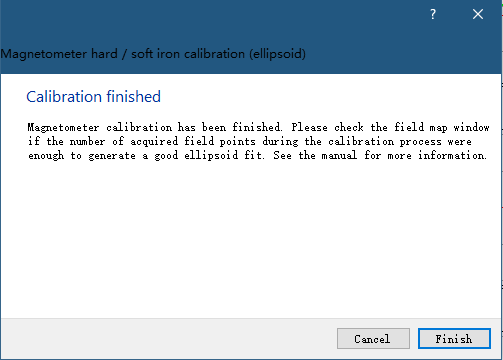 ?
Magnetometer hard / soft iron calibration (ellipsoid)
Calibration finished
Magnetometer calibration has been finished. Please check the field map window
if the number of acquired field points during the calibration process were
enough to generate a good ellipsoid fit. See the manual for more information.
Cancel
Finish